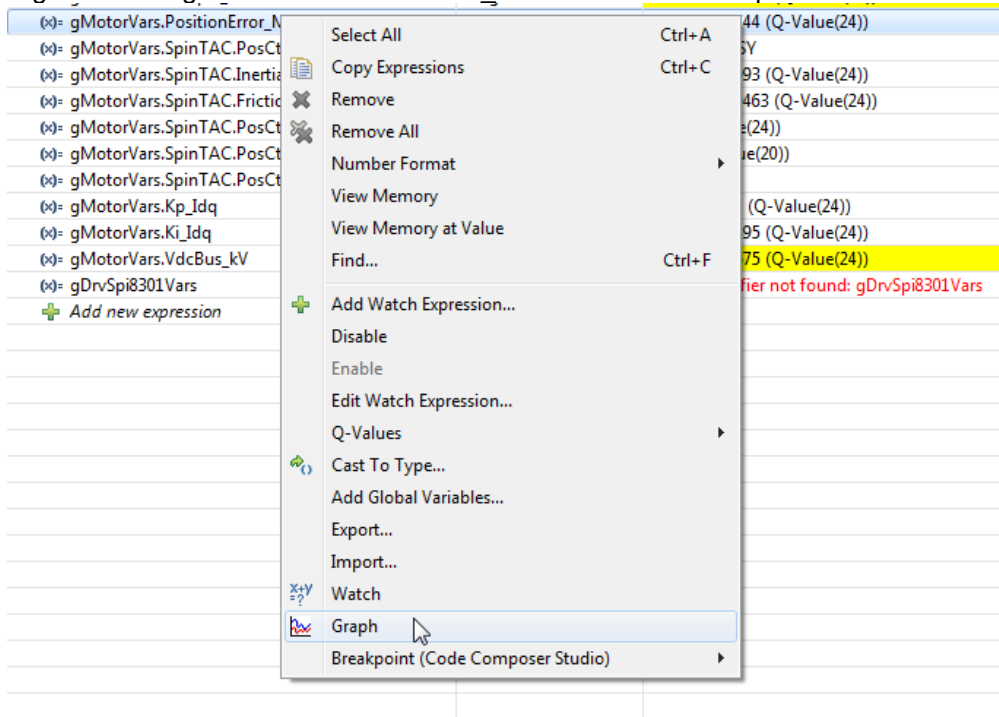 (x)= gMotorVars.PositionError_ 44 (Q-Value(24))
Select All Ctrl+A
(x)= gMotorVars.SpinTAC.PosCt SY
Copy Expressions Ctrl+C
(x)= gMotorVars.SpinTAC.Inertia 93 (Q-Value(24))
(x)= gMotorVars.SpinTAC.Frictio 463 (Q-Value(24))
Remove
(x)= gMotorVars.SpinTAC.PosCt e(24))
Remove All
(x)= gMotorVars.SpinTAC.PosCt ue(20))
Number Format
(x)= gMotorVars.SpinTAC.PosCt
View Memory
(x)= gMotorVars.Kp_Idq (Q-Value(24))
View Memory at Value
(x)= gMotorVars.Ki_Idq 95 (Q-Value(24))
(x)= gMotorVars.VdcBus_kV 75 (Q-Value(24))
Find... Ctrl+F
(x)= gDrvSpi8301Vars fier not found: gDrvSpi8301Vars
Add new expression
Add Watch Expression...
Disable
Enable
Edit Watch Expression...
Q-Values
Cast To Type...
Add Global Variables...
Export...
Import...
x+y =? Watch
Graph
Breakpoint (Code Composer Studio)